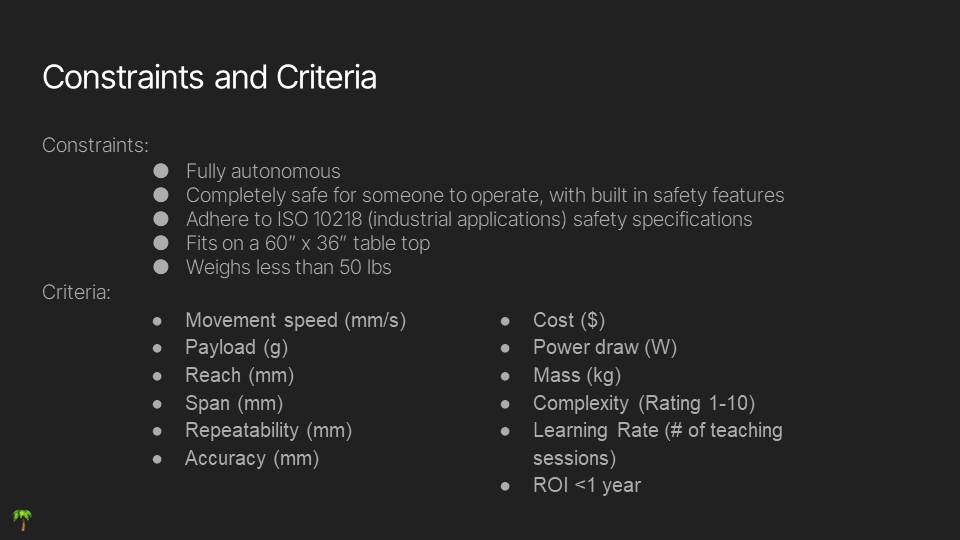 Constraints and Criteria
Constraints:
● Fully autonomous
● Completely safe for someone to operate, with built in safety features
● Adhere to ISO 10218 (industrial applications) safety specifications
● Fits on a 60” x 36” table top
● Weighs less than 50 lbs
Criteria:
● Movement speed (mm/s)
● Payload (g)
● Reach (mm)
● Span (mm)
● Repeatability (mm)
● Accuracy (mm)
● Cost ($)
● Power draw (W)
● Mass (kg)
● Complexity (Rating 1-10)
● Learning Rate (# of teaching
sessions)
● ROI <1 year